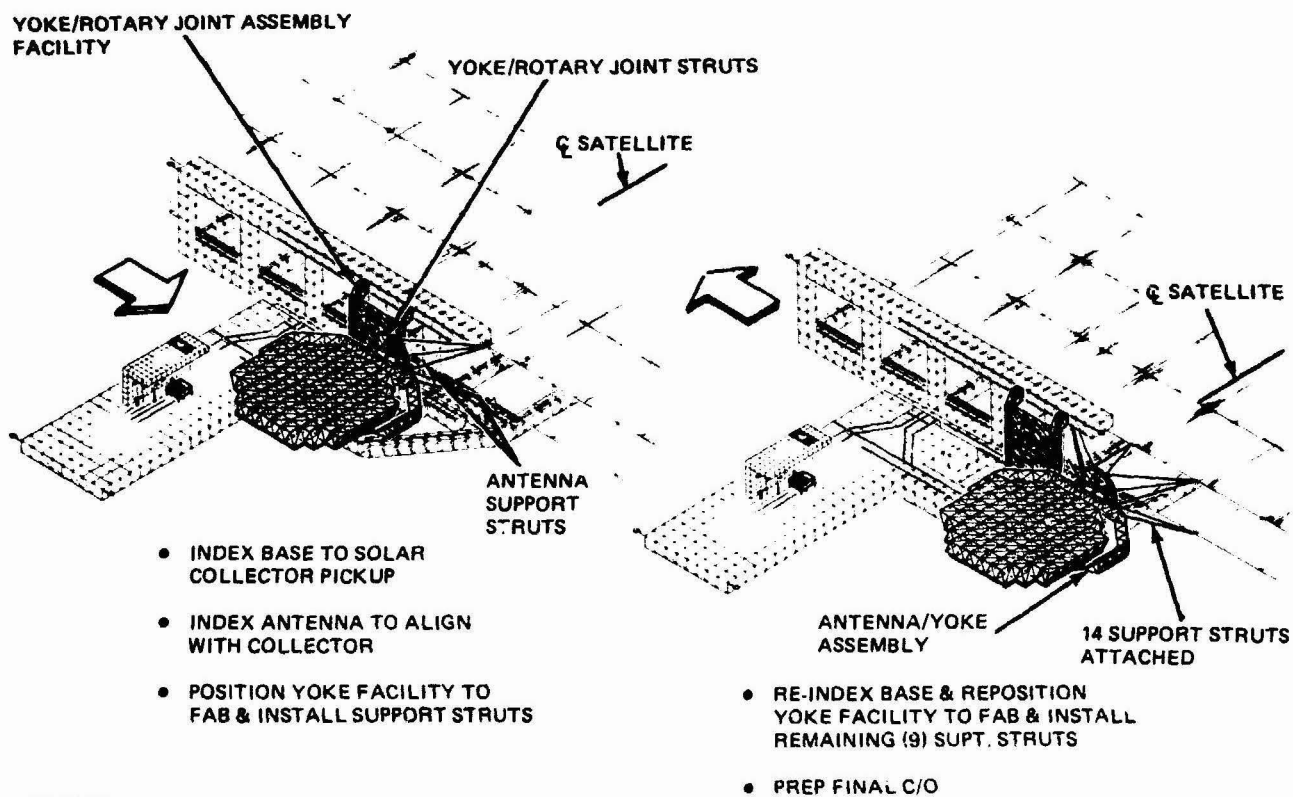 YOKE/ROTARY JOINT ASSEMBLY
FACILITY
YOKE/ROTARY JOINT STRUTS
℄ SATELLITE
℄ SATELLITE
ANTENNA
SUPPORT
STRUTS
• INDEX BASE TO SOLAR
COLLECTOR PICKUP
• INDEX ANTENNA TO ALIGN
WITH COLLECTOR
• POSITION YOKE FACILITY TO
FAB & INSTALL SUPPORT STRUTS
ANTENNA/YOKE
ASSEMBLY
14 SUPPORT STRUTS
ATTACHED
• RE-INDEX BASE & REPOSITION
YOKE FACILITY TO FAB & INSTALL
REMAINING (9) SUPT. STRUTS
• PREP FINAL C/O